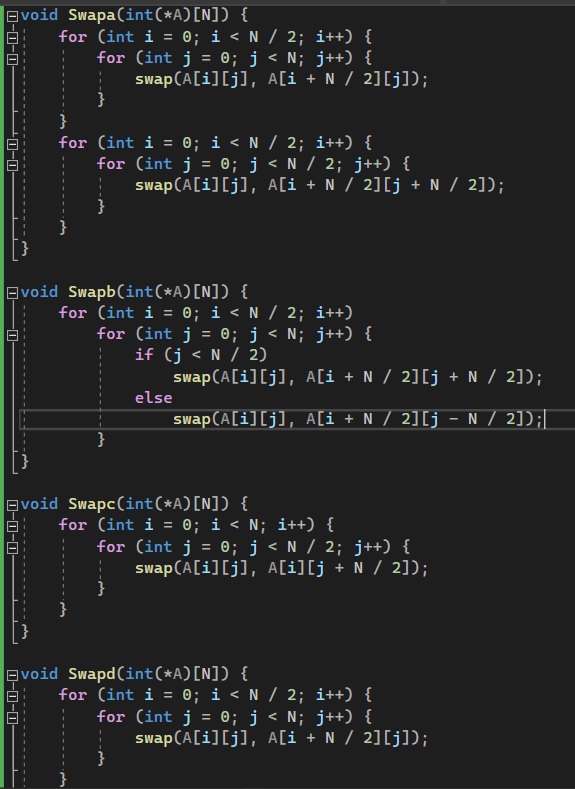 void Swapa(int(*A)[N]) {
    for (int i = 0; i < N / 2; i++) {
        for (int j = 0; j < N; j++) {
            swap(A[i][j], A[i + N / 2][j]);
        }
    }
    for (int i = 0; i < N / 2; i++) {
        for (int j = 0; j < N / 2; j++) {
            swap(A[i][j], A[i + N / 2][j + N / 2]);
        }
    }
}

void Swapb(int(*A)[N]) {
    for (int i = 0; i < N / 2; i++)
        for (int j = 0; j < N; j++) {
            if (j < N / 2)
                swap(A[i][j], A[i + N / 2][j + N / 2]);
            else
                swap(A[i][j], A[i + N / 2][j - N / 2]);
        }
}

void Swapc(int(*A)[N]) {
    for (int i = 0; i < N; i++) {
        for (int j = 0; j < N / 2; j++) {
            swap(A[i][j], A[i][j + N / 2]);
        }
    }
}

void Swapd(int(*A)[N]) {
    for (int i = 0; i < N / 2; i++) {
        for (int j = 0; j < N; j++) {
            swap(A[i][j], A[i + N / 2][j]);
        }
    }